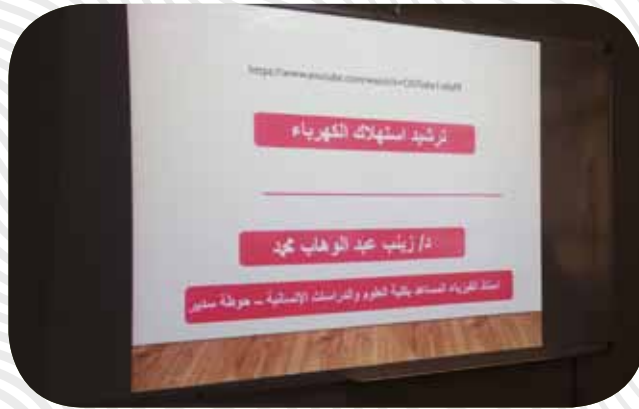 ترشيد استهلاك الكهرباء
د/ زينب عبد الوهاب محمد
استاذ الفيزياء المساعد بكلية العلوم والدراسات الإنسانية – حوطة سدير